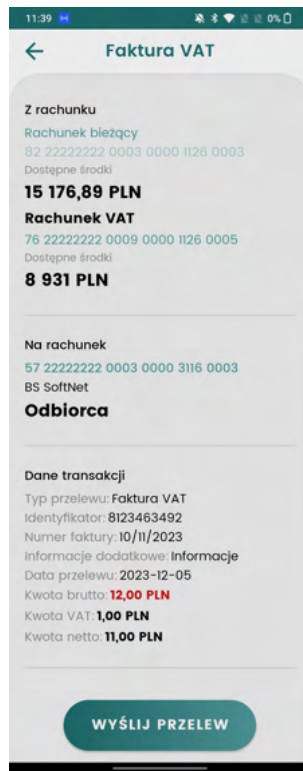 11:39
0%
Faktura VAT
Z rachunku
Rachunek bieżący
82 22222222 0003 0000 1126 0003
Dostępne środki
15 176,89 PLN
Rachunek VAT
76 22222222 0009 0000 1126 0005
Dostępne środki
8 931 PLN
Na rachunek
57 22222222 0003 0000 3116 0003
BS SoftNet
Odbiorca
Dane transakcji
Typ przelewu: Faktura VAT
Identyfikator: 8123463492
Numer faktury: 10/11/2023
Informacje dodatkowe: Informacje
Data przelewu: 2023-12-05
Kwota brutto: 12,00 PLN
Kwota VAT: 1,00 PLN
Kwota netto: 11,00 PLN
WYŚLIJ PRZELEW